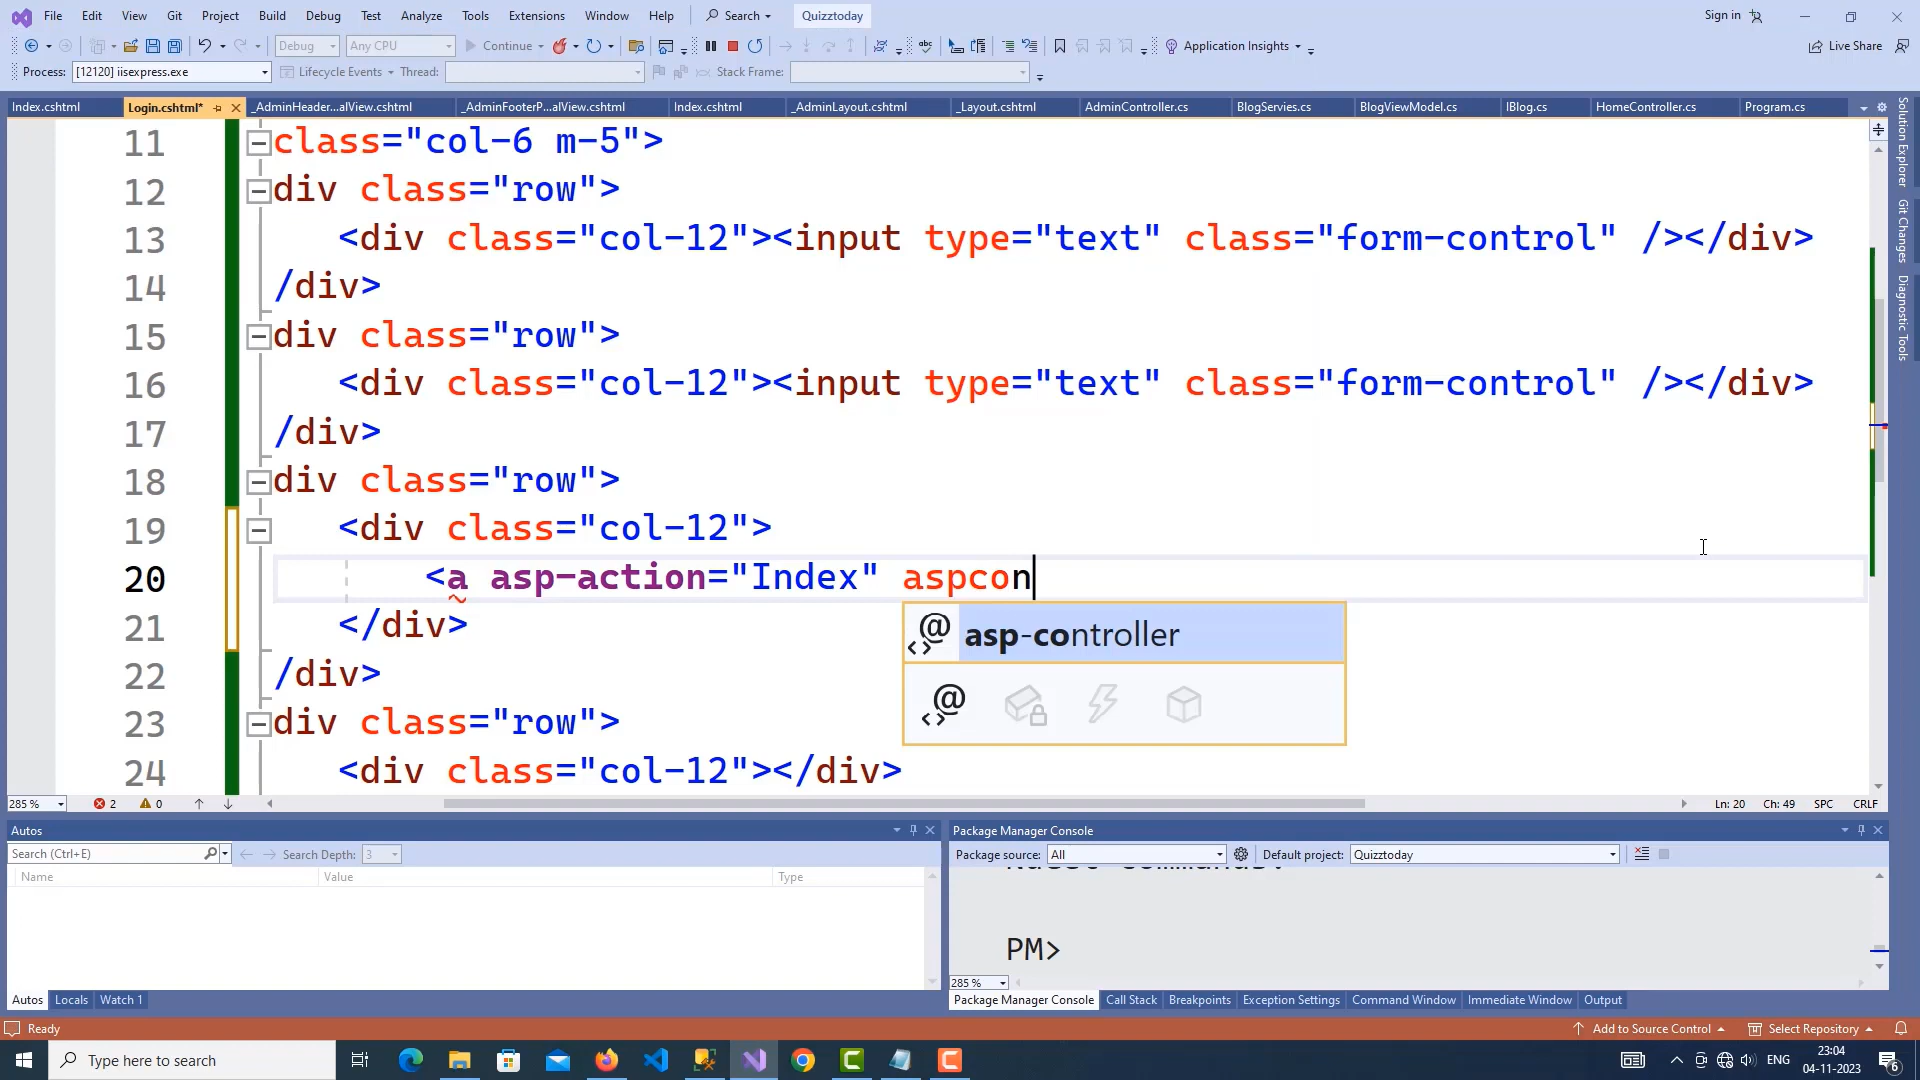 File Edit View Git Project Build Debug Test Analyze Tools Extensions Window Help Search Quizztoday Sign in
Debug Any CPU Continue Application Insights Live Share
Process: [12120] iisexpress.exe Lifecycle Events Thread: Stack Frame:
Index.cshtml Login.cshtml* _AdminHeader...alView.cshtml _AdminFooterP...alView.cshtml Index.cshtml _AdminLayout.cshtml _Layout.cshtml AdminController.cs BlogServies.cs BlogViewModel.cs IBlog.cs HomeController.cs Program.cs
11 class="col-6 m-5">
12 div class="row">
13 <div class="col-12"><input type="text" class="form-control" /></div>
14 /div>
15 div class="row">
16 <div class="col-12"><input type="text" class="form-control" /></div>
17 /div>
18 div class="row">
19 <div class="col-12">
20 <a asp-action="Index" aspcon
21 </div>
asp-controller
22 /div>
23 div class="row">
24 <div class="col-12"></div>
285 % 2 0 Ln: 20 Ch: 49 SPC CRLF
Solution Explorer
Git Changes
Diagnostic Tools
Autos
Search (Ctrl+E) Search Depth: 3
Name Value Type
Autos Locals Watch 1
Package Manager Console
Package source: All Default project: Quizztoday
PM>
285 %
Package Manager Console Call Stack Breakpoints Exception Settings Command Window Immediate Window Output
Ready Add to Source Control Select Repository
Type here to search ENG 23:04
04-11-2023
6